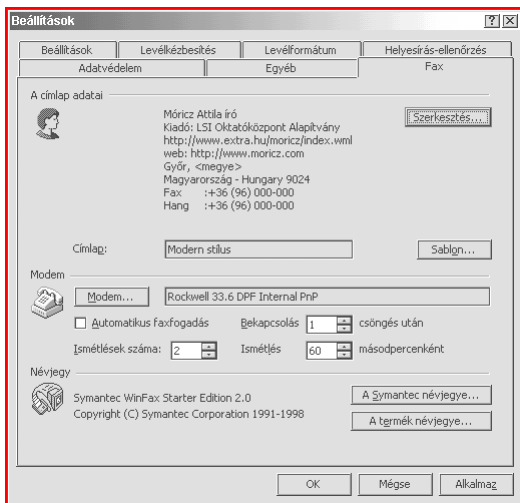 Beállítások
Beállítások Levélkézbesítés Levélformátum Helyesírás-ellenőrzés
Adatvédelem Egyéb Fax
A címlap adatai
Móricz Attila író
Kiadó: LSI Oktatóközpont Alapítvány
http://www.extra.hu/moricz/index.wml
web: http://www.moricz.com
Győr, <megye>
Magyarország - Hungary 9024
Fax :+36 (96) 000-000
Hang :+36 (96) 000-000
Szerkesztés...
Címlap: Modern stílus Sablon...
Modem
Modem... Rockwell 33.6 DPF Internal PnP
Automatikus faxfogadás Bekapcsolás 1 csöngés után
Ismétlések száma: 2 Ismétlés 60 másodpercenként
Névjegy
Symantec WinFax Starter Edition 2.0
Copyright (C) Symantec Corporation 1991-1998
A Symantec névjegye...
A termék névjegye...
OK Mégse Alkalmaz